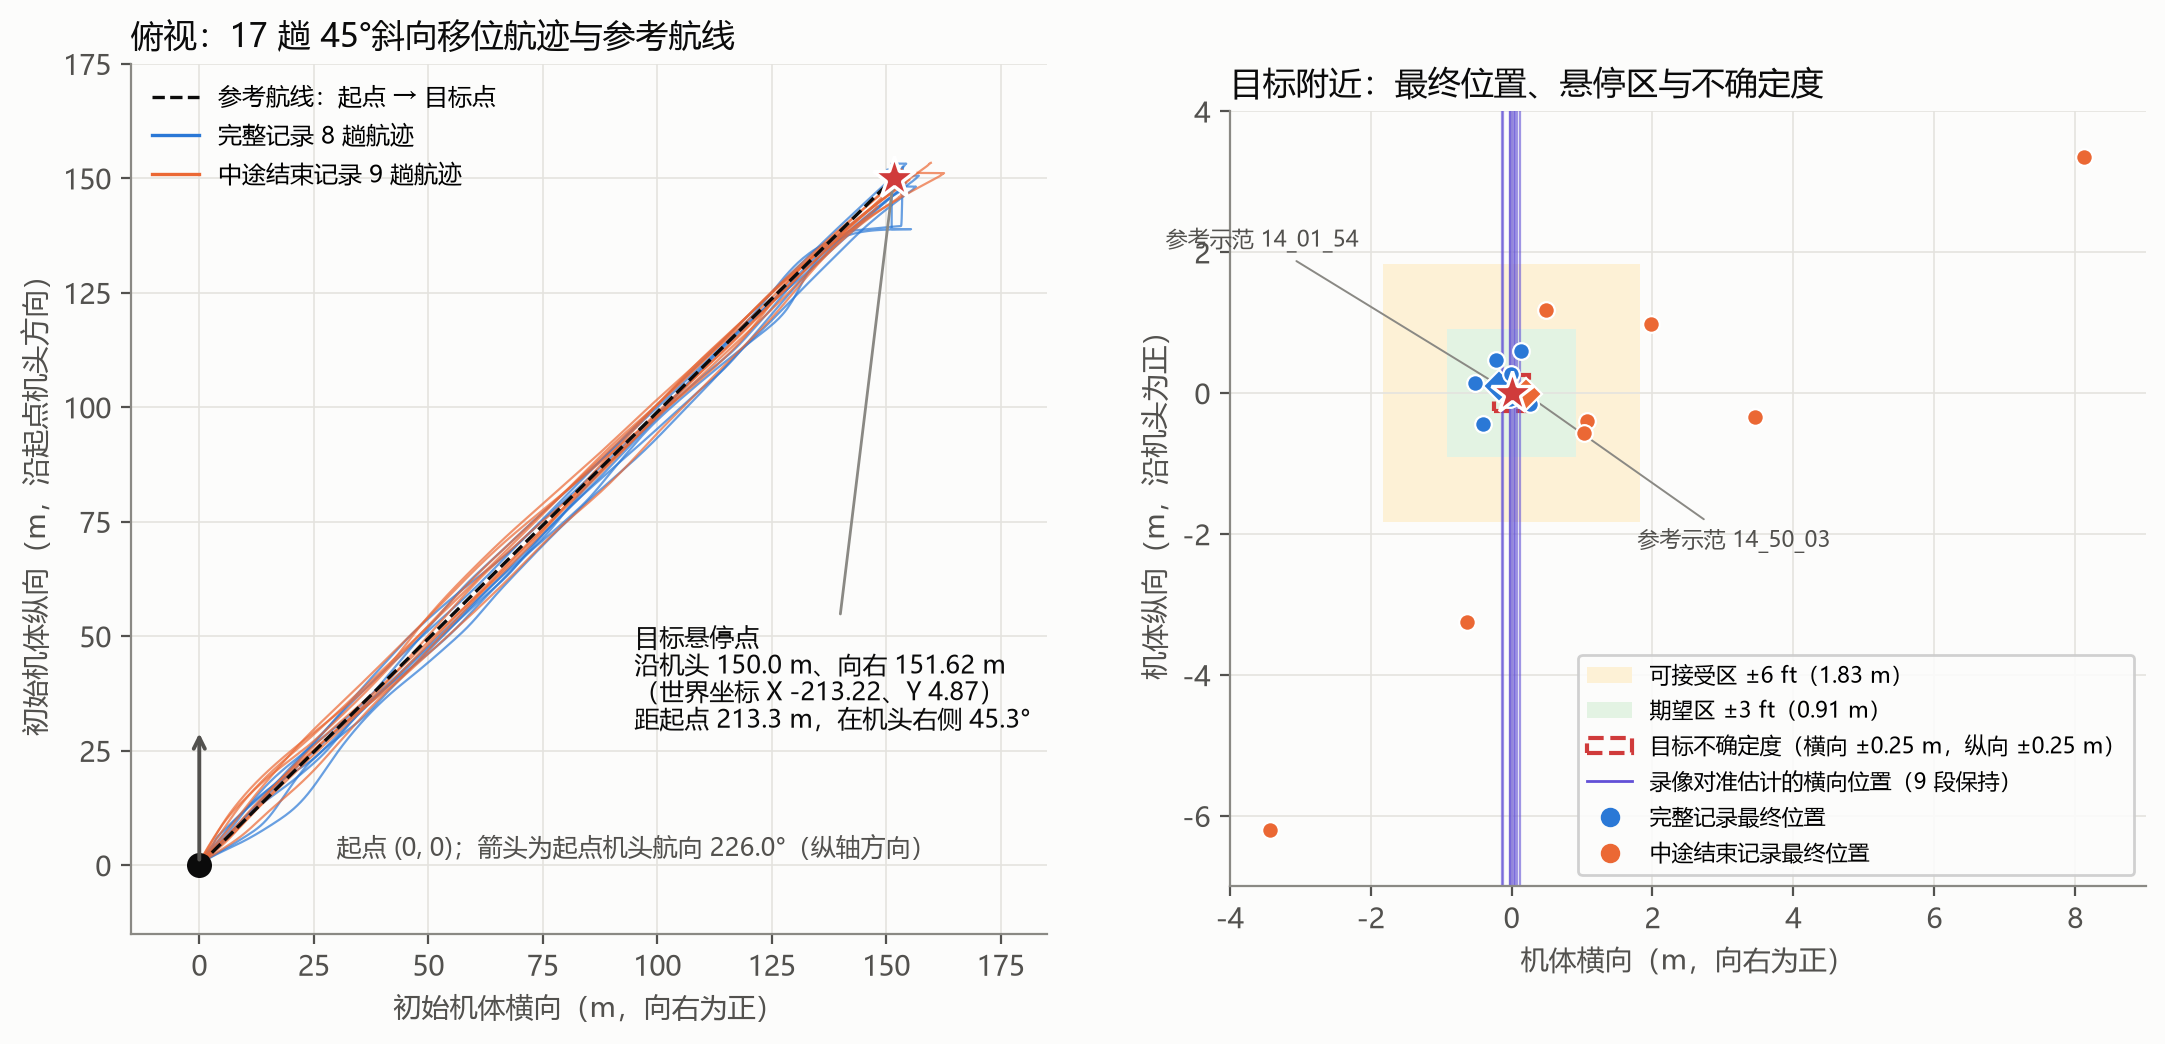 俯视：17 趟 45°斜向移位航迹与参考航线
175
150
125
100
75
50
25
0
初始机体纵向（m，沿起点机头方向）
参考航线：起点 → 目标点
完整记录 8 趟航迹
中途结束记录 9 趟航迹
目标悬停点
沿机头 150.0 m、向右 151.62 m
（世界坐标 X -213.22、Y 4.87）
距起点 213.3 m，在机头右侧 45.3°
起点 (0, 0)；箭头为起点机头航向 226.0°（纵轴方向）
0 25 50 75 100 125 150 175
初始机体横向（m，向右为正）
目标附近：最终位置、悬停区与不确定度
4
2
0
-2
-4
-6
机体纵向（m，沿机头为正）
参考示范 14_01_54
参考示范 14_50_03
可接受区 ±6 ft（1.83 m）
期望区 ±3 ft（0.91 m）
目标不确定度（横向 ±0.25 m，纵向 ±0.25 m）
录像对准估计的横向位置（9 段保持）
完整记录最终位置
中途结束记录最终位置
-4 -2 0 2 4 6 8
机体横向（m，向右为正）